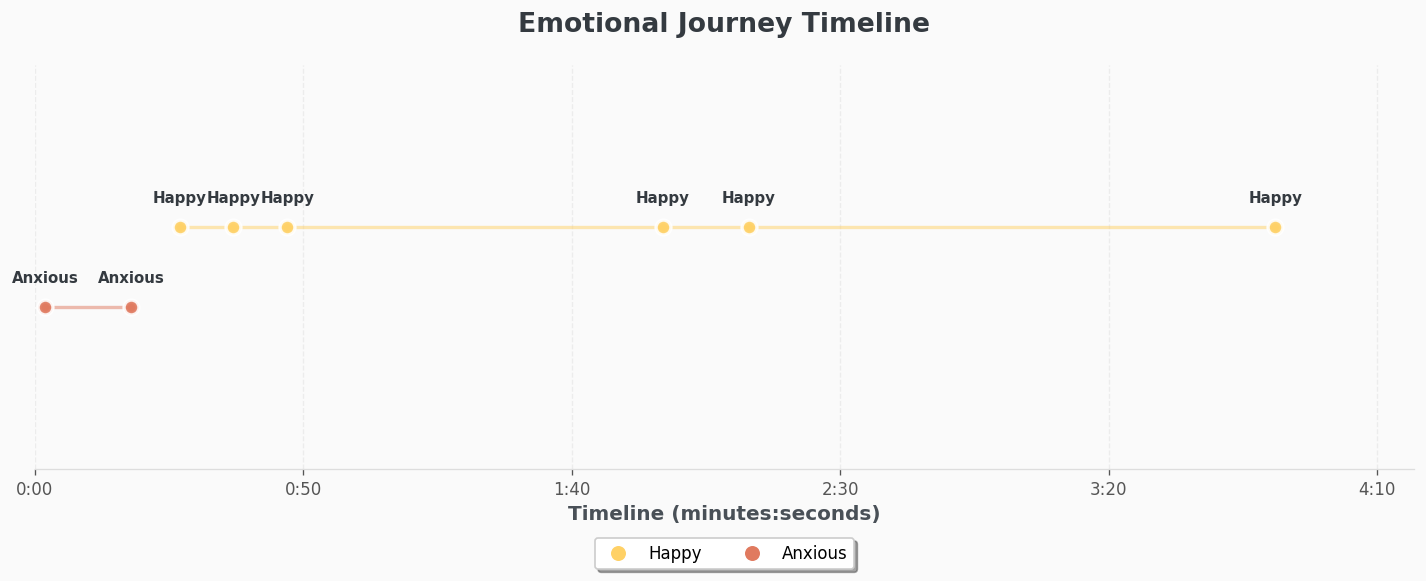 Emotional Journey Timeline
Happy Happy Happy Happy Happy Happy
Anxious Anxious
0:00 0:50 1:40 2:30 3:20 4:10
Timeline (minutes:seconds)
Happy Anxious